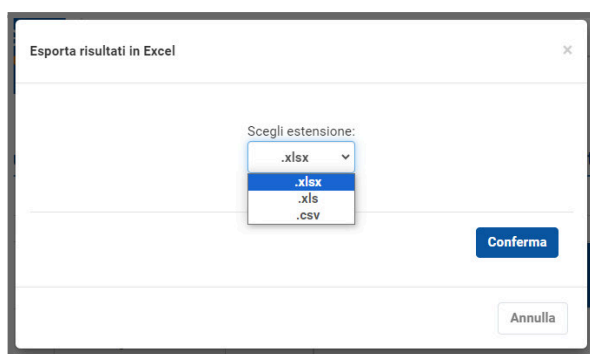 Esporta risultati in Excel
×
Scegli estensione:
.xlsx
.xlsx
.xls
.csv
Conferma
Annulla